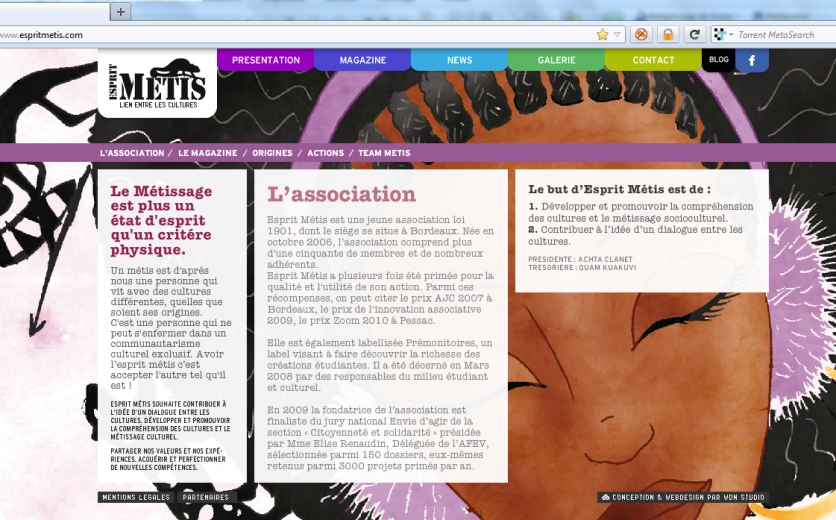 www.espritmetis.com
Torrent MetaSearch
ESPRIT MÉTIS
LIEN ENTRE LES CULTURES
PRESENTATION
MAGAZINE
NEWS
GALERIE
CONTACT
BLOG
f
L'ASSOCIATION / LE MAGAZINE / ORIGINES / ACTIONS / TEAM METIS
Le Métissage
est plus un
état d'esprit
qu'un critére
physique.
Un métis est d'après
nous une personne qui
vit avec des cultures
différentes, quelles que
soient ses origines.
C'est une personne qui ne
peut s'enfermer dans un
communautarisme
culturel exclusif. Avoir
l'esprit métis c'est
accepter l'autre tel qu'il
est !
ESPRIT MÉTIS SOUHAITE CONTRIBUER À
L'IDÉE D'UN DIALOGUE ENTRE LES
CULTURES, DÉVELOPPER ET PROMOUVOIR
LA COMPRÉHENSION DES CULTURES ET LE
MÉTISSAGE CULTUREL.
PARTAGER NOS VALEURS ET NOS EXPÉ-
RIENCES. ACQUÉRIR ET PERFECTIONNER
DE NOUVELLES COMPÉTENCES.
L'association
Esprit Métis est une jeune association loi
1901, dont le siège se situe à Bordeaux. Née en
octobre 2006, l'association comprend plus
d'une cinquante de membres et de nombreux
adhérents.
Esprit Métis a plusieurs fois été primée pour la
qualité et l'utilité de son action. Parmi ces
récompenses, on peut citer le prix AJC 2007 à
Bordeaux, le prix de l'innovation associative
2009, le prix Zoom 2010 à Pessac.
Elle est également labellisée Prémonitoires, un
label visant à faire découvrir la richesse des
créations étudiantes. Il a été décerné en Mars
2008 par des responsables du milieu étudiant
et culturel.
En 2009 la fondatrice de l'association est
finaliste du jury national Envie d'agir de la
section « Citoyenneté et solidarité » présidée
par Mme Elise Renaudin, Déléguée de l'AFEV,
sélectionnée parmi 150 dossiers, eux-mêmes
retenus parmi 3000 projets primés par an.
Le but d'Esprit Métis est de :
1. Développer et promouvoir la compréhension
des cultures et le métissage socioculturel.
2. Contribuer à l'idée d'un dialogue entre les
cultures.
PRESIDENTE : ACHTA CLANET
TRESORIERE : QUAM KUAKUVI
MENTIONS LEGALES
PARTENAIRES
CONCEPTION & WEBDESIGN PAR WDN STUDIO